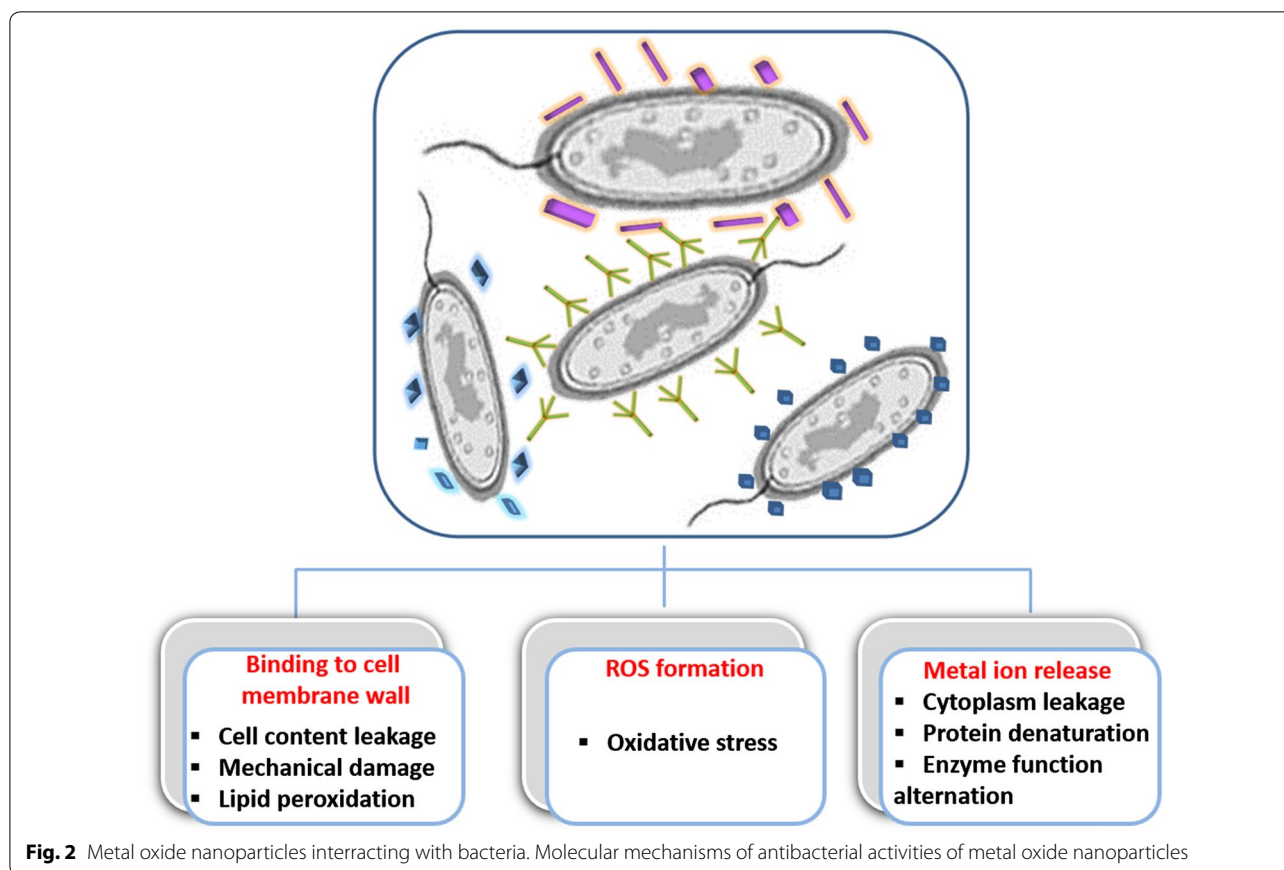 Binding to cell
membrane wall
▪ Cell content leakage
▪ Mechanical damage
▪ Lipid peroxidation
ROS formation
▪ Oxidative stress
Metal ion release
▪ Cytoplasm leakage
▪ Protein denaturation
▪ Enzyme function
alternation
Fig. 2 Metal oxide nanoparticles interracting with bacteria. Molecular mechanisms of antibacterial activities of metal oxide nanoparticles